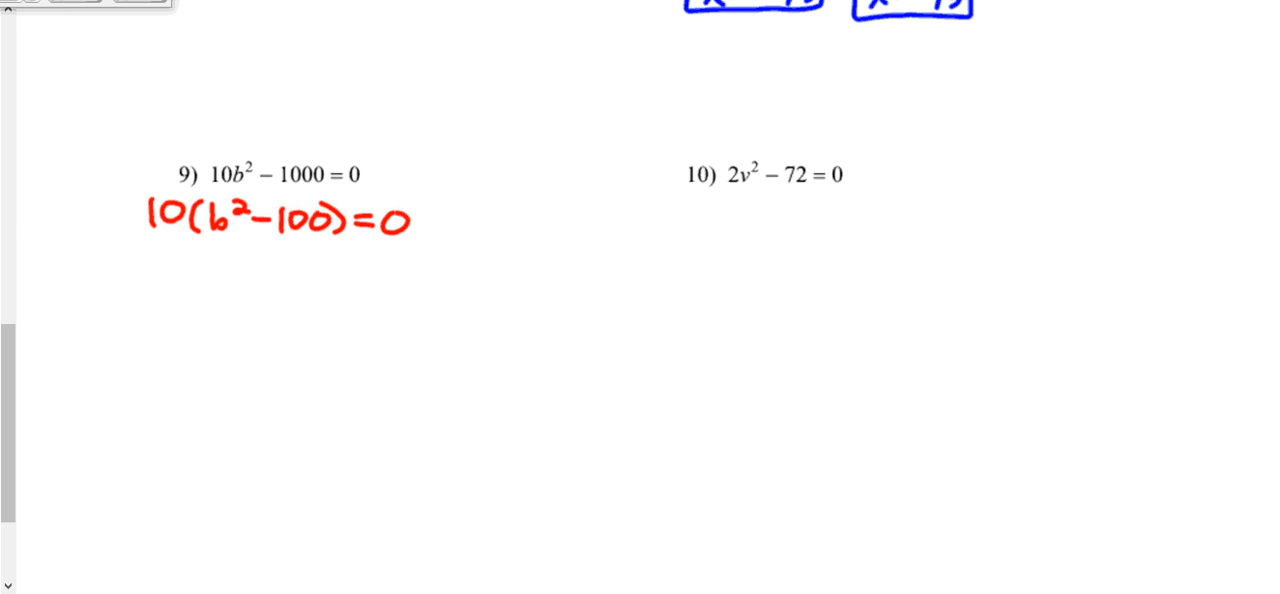 9) 10b² – 1000 = 0
10(b²-100)=0
10) 2v² – 72 = 0